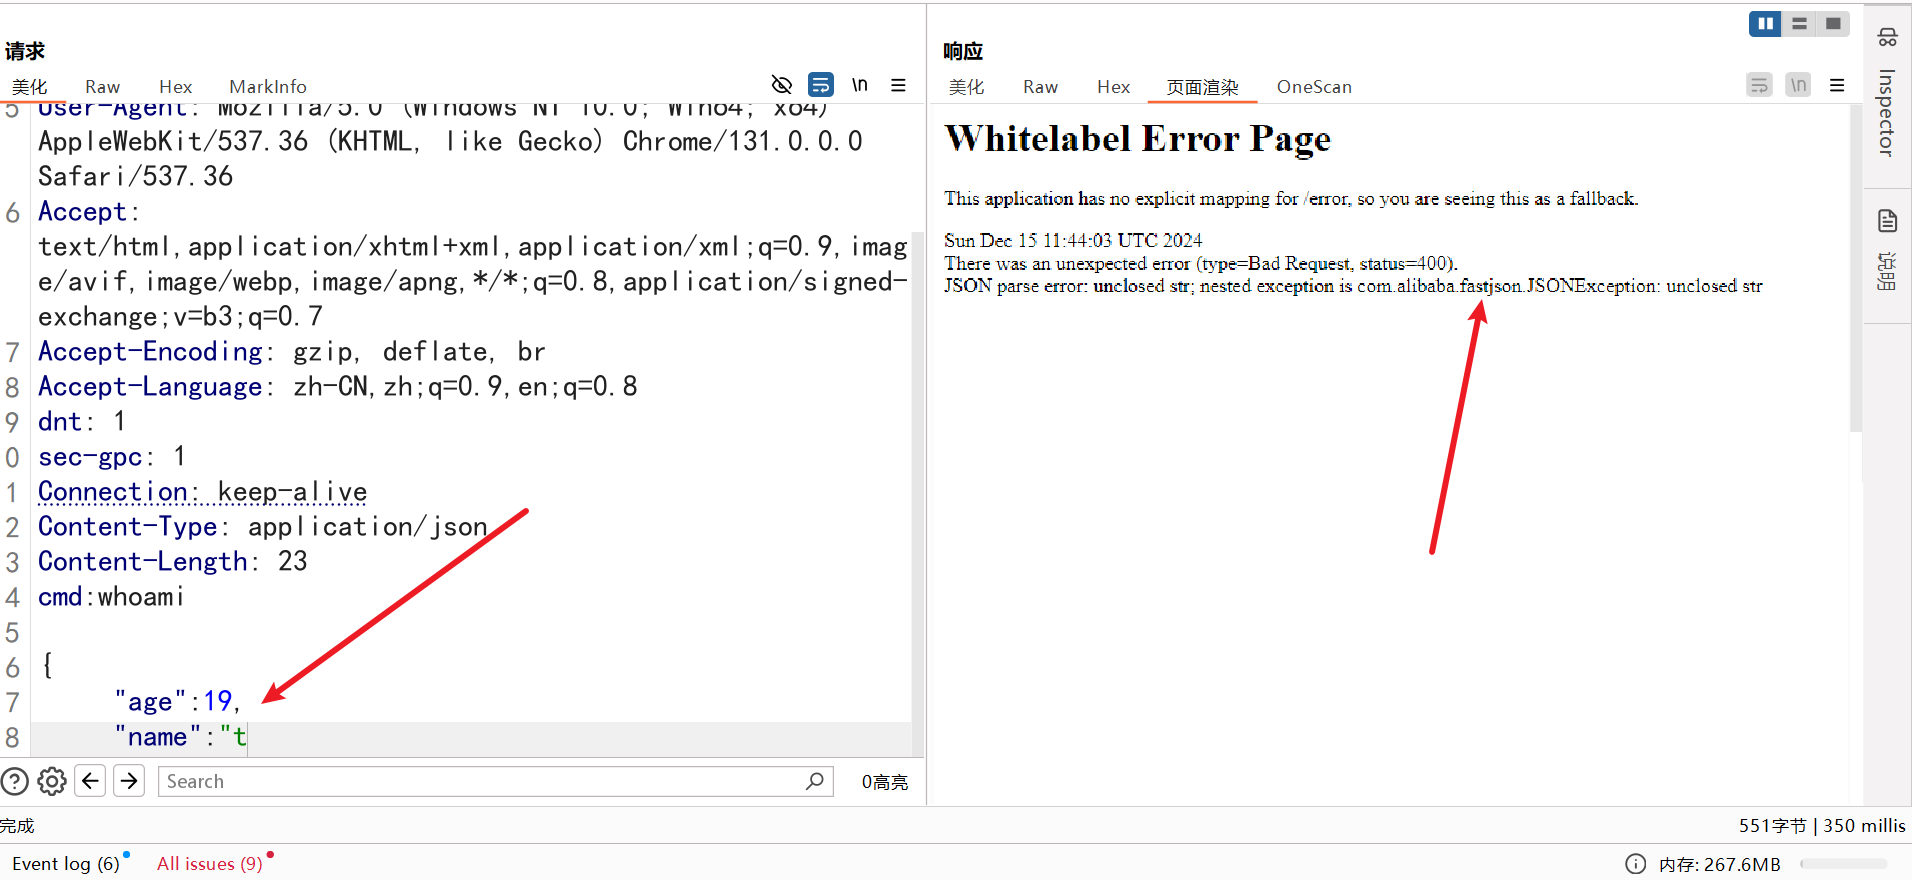 请求
美化 Raw Hex MarkInfo \n
5 User-Agent: Mozilla/5.0 (Windows NT 10.0; Win64; x64)
AppleWebKit/537.36 (KHTML, like Gecko) Chrome/131.0.0.0
Safari/537.36
6 Accept:
text/html,application/xhtml+xml,application/xml;q=0.9,imag
e/avif,image/webp,image/apng,*/*;q=0.8,application/signed-
exchange;v=b3;q=0.7
7 Accept-Encoding: gzip, deflate, br
8 Accept-Language: zh-CN,zh;q=0.9,en;q=0.8
9 dnt: 1
0 sec-gpc: 1
1 Connection: keep-alive
2 Content-Type: application/json
3 Content-Length: 23
4 cmd:whoami
5
6 {
7 "age":19,
8 "name":"t
Search
0高亮
响应
美化 Raw Hex 页面渲染 OneScan \n
Whitelabel Error Page
This application has no explicit mapping for /error, so you are seeing this as a fallback.
Sun Dec 15 11:44:03 UTC 2024
There was an unexpected error (type=Bad Request, status=400).
JSON parse error: unclosed str; nested exception is com.alibaba.fastjson.JSONException: unclosed str
Inspector
说明
完成
551字节 | 350 millis
Event log (6) All issues (9)
内存: 267.6MB